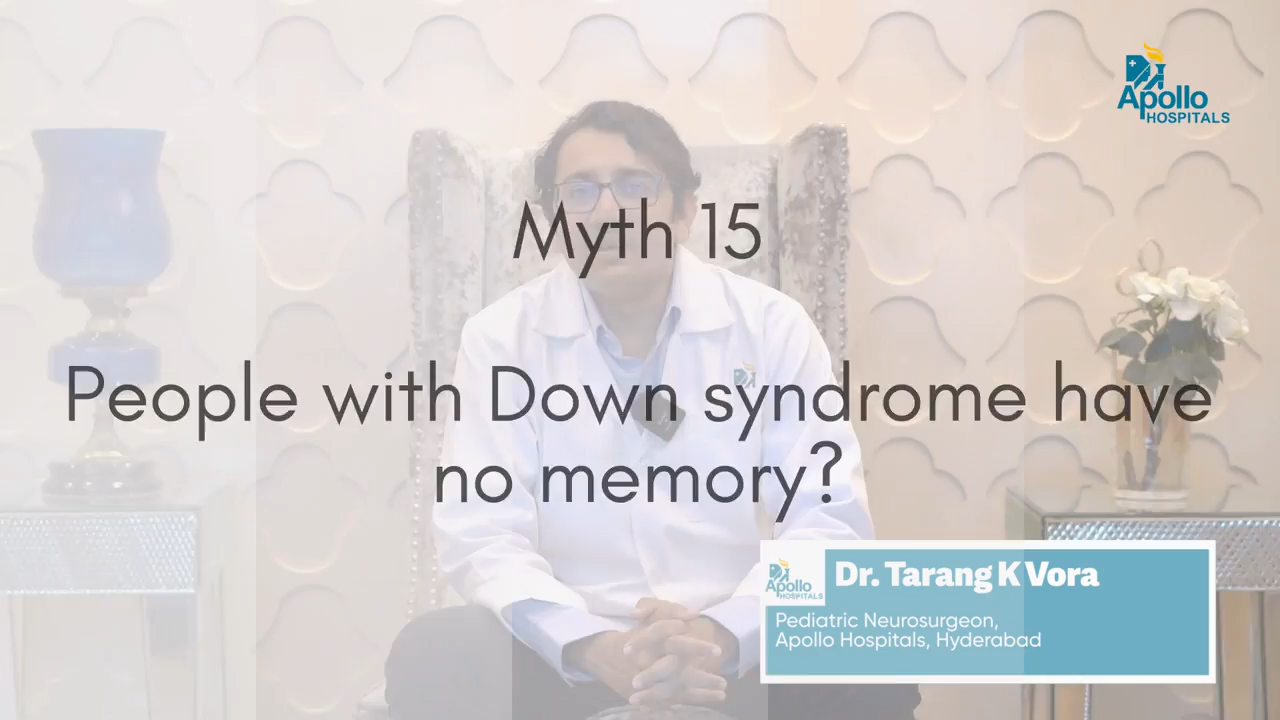 Apollo
HOSPITALS
Myth 15
People with Down syndrome have
no memory?
Apollo
HOSPITALS
Dr. Tarang K Vora
Pediatric Neurosurgeon,
Apollo Hospitals, Hyderabad